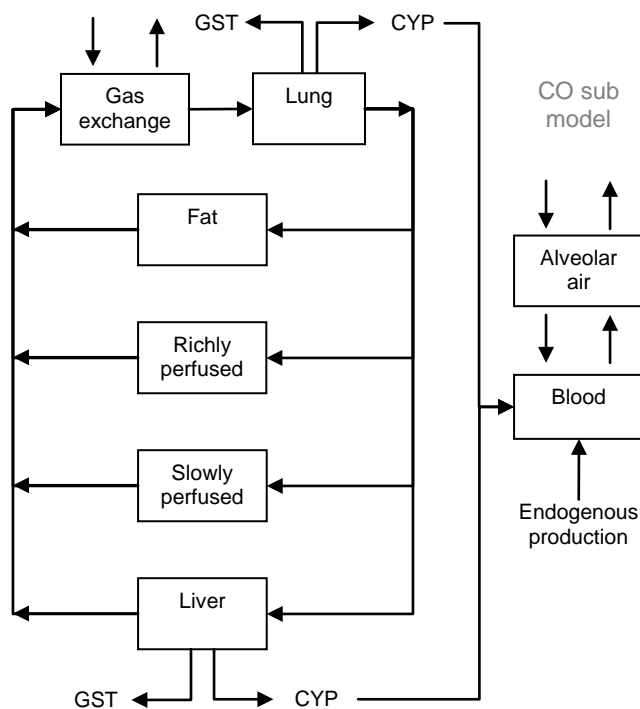 GST
CYP
Gas
exchange
Lung
CO sub
model
Fat
Alveolar
air
Richly
perfused
Blood
Slowly
perfused
Endogenous
production
Liver
GST
CYP